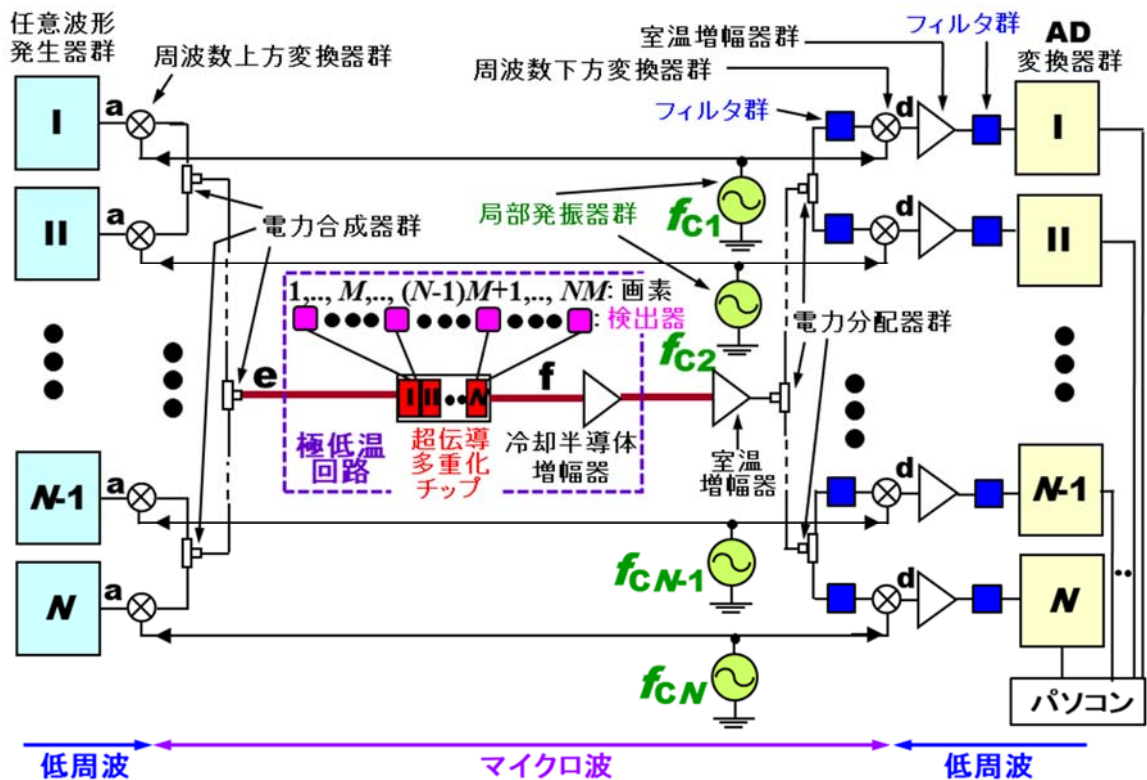 任意波形
発生器群
周波数上方変換器群
室温増幅器群
周波数下方変換器群
フィルタ群
AD
変換器群
フィルタ群
I
a
d
I
局部発振器群
fC1
II
a
電力合成器群
d
II
1,.., M,.., (N-1)M+1,.., NM: 画素
: 検出器
fC2
電力分配器群
e
I
II
N
f
極低温
回路
超伝導
多重化
チップ
冷却半導体
増幅器
室温
増幅器
N-1
a
d
N-1
fCN-1
N
a
d
N
fCN
パソコン
低周波
マイクロ波
低周波